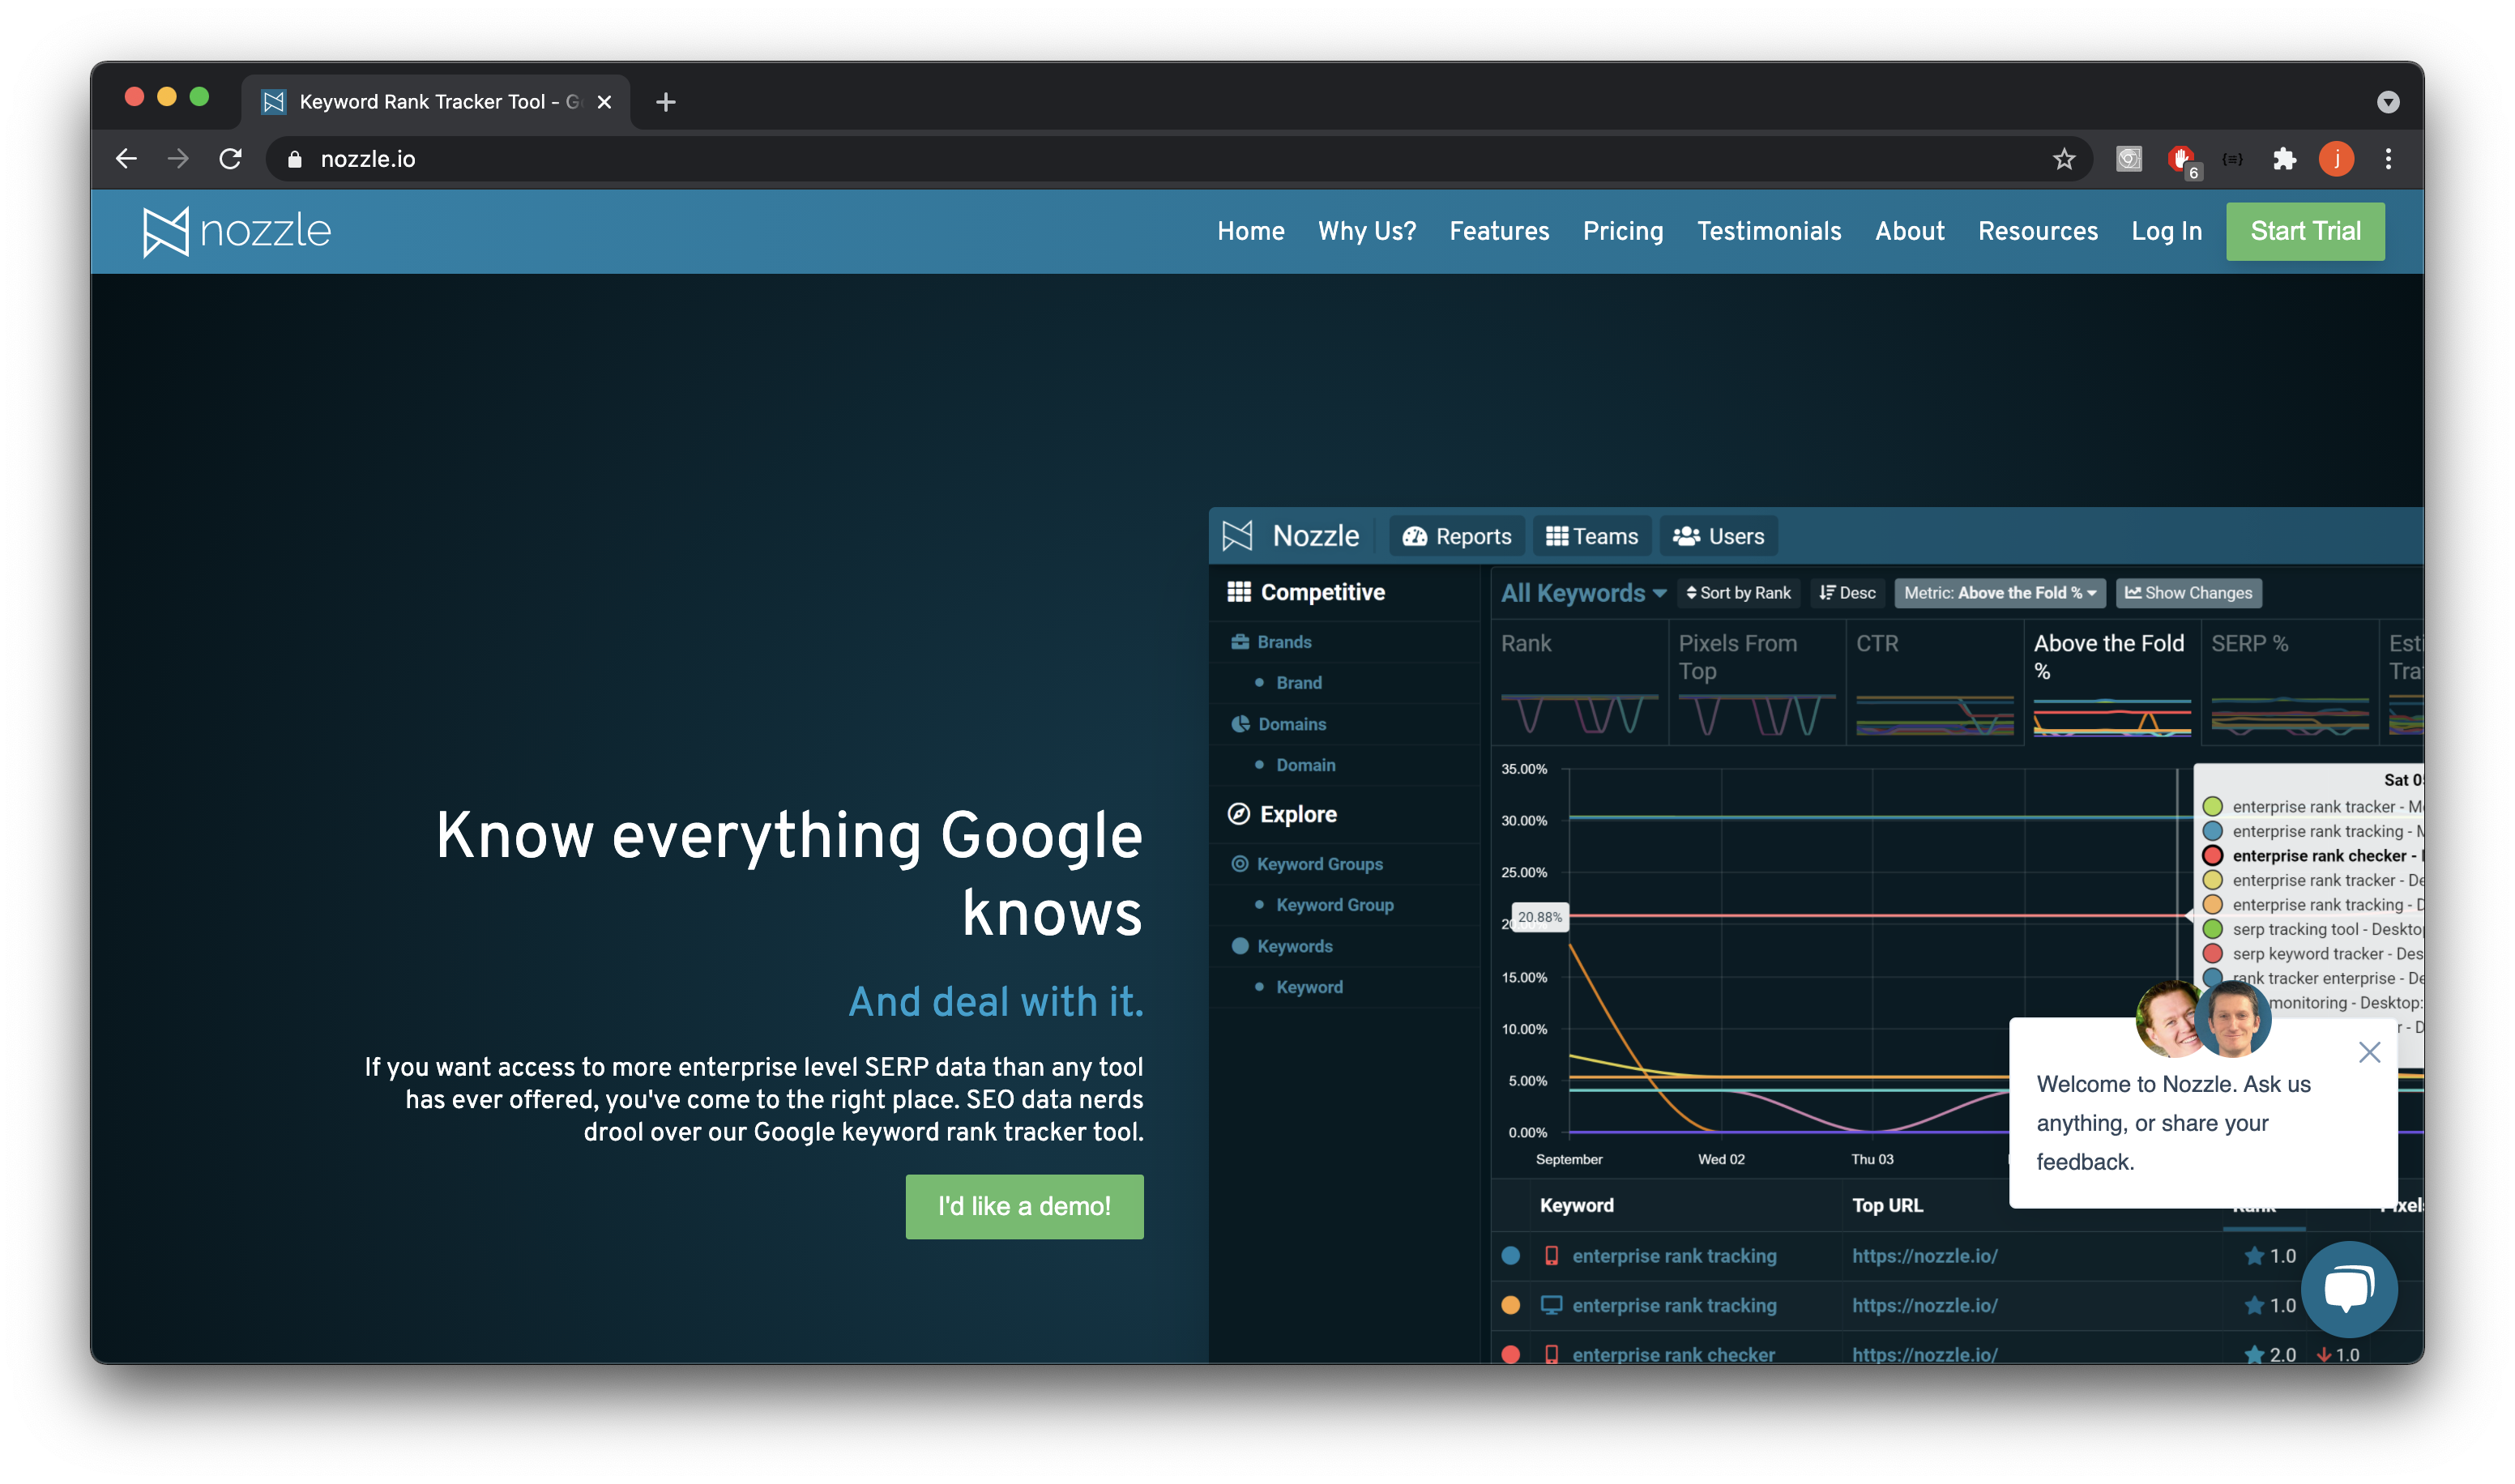 Keyword Rank Tracker Tool - G
nozzle.io
6
j
nozzle
Home Why Us? Features Pricing Testimonials About Resources Log In Start Trial
Know everything Google
knows
And deal with it.
If you want access to more enterprise level SERP data than any tool
has ever offered, you've come to the right place. SEO data nerds
drool over our Google keyword rank tracker tool.
I'd like a demo!
Nozzle Reports Teams Users
Competitive
Brands
Brand
Domains
Domain
Explore
Keyword Groups
Keyword Group
Keywords
Keyword
All Keywords Sort by Rank Desc Metric: Above the Fold % Show Changes
Rank
Pixels From
Top
CTR
Above the Fold
%
SERP %
35.00%
30.00%
25.00%
20.88%
15.00%
10.00%
5.00%
0.00%
September Wed 02 Thu 03
Sat
enterprise rank tracker -
enterprise rank tracking -
enterprise rank checker -
enterprise rank tracker -
enterprise rank tracking -
serp tracking tool -
serp keyword tracker -
rank tracker enterprise -
monitoring - Desktop:
Welcome to Nozzle. Ask us
anything, or share your
feedback.
Keyword Top URL
enterprise rank tracking https://nozzle.io/ 1.0
enterprise rank tracking https://nozzle.io/ 1.0
enterprise rank checker https://nozzle.io/ 2.0 1.0